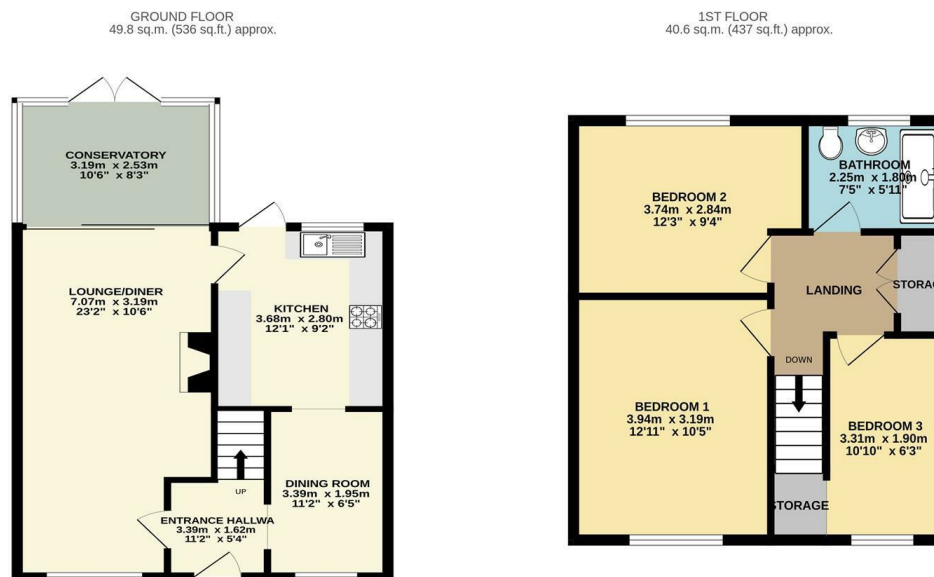 GROUND FLOOR
49.8 sq.m. (536 sq.ft.) approx.
CONSERVATORY
3.19m x 2.53m
10'6" x 8'3"
LOUNGE/DINER
7.07m x 3.19m
23'2" x 10'6"
KITCHEN
3.68m x 2.80m
12'1" x 9'2"
UP
DINING ROOM
3.39m x 1.95m
11'2" x 6'5"
ENTRANCE HALLWA
3.39m x 1.62m
11'2" x 5'4"
1ST FLOOR
40.6 sq.m. (437 sq.ft.) approx.
BEDROOM 2
3.74m x 2.84m
12'3" x 9'4"
BATHROOM
2.25m x 1.80m
7'5" x 5'11"
LANDING
STORAG
DOWN
BEDROOM 1
3.94m x 3.19m
12'11" x 10'5"
BEDROOM 3
3.31m x 1.90m
10'10" x 6'3"
STORAGE